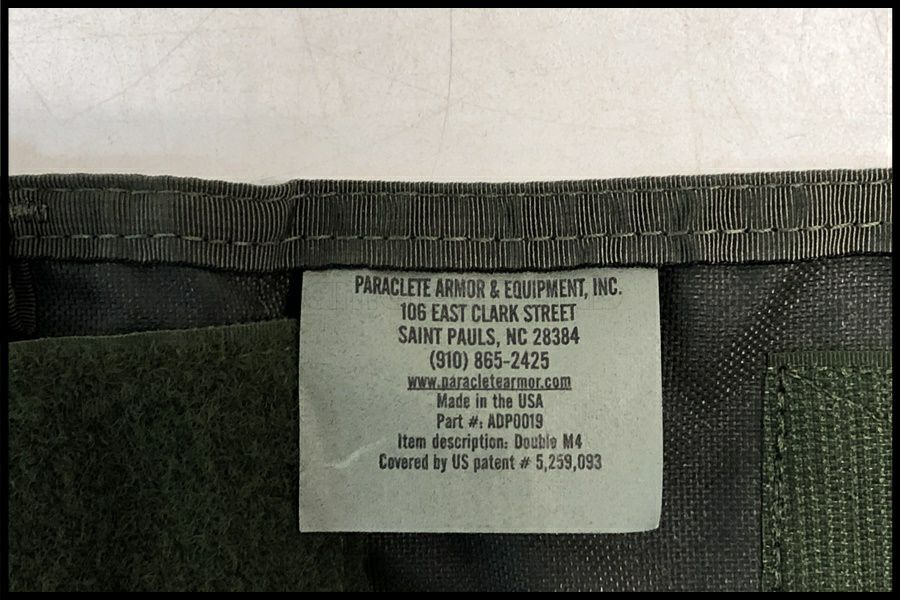 PARACLETE ARMOR & EQUIPMENT, INC.
106 EAST CLARK STREET
SAINT PAULS, NC 28384
(910) 865-2425
www.paracletearmor.com
Made in the USA
Part #: ADP0019
Item description: Double M4
Covered by US patent # 5,259,093